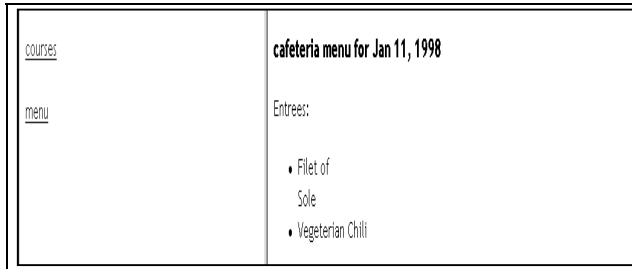 courses
menu
cafeteria menu for Jan 11, 1998
Entrees:
• Filet of
Sole
• Vegeterian Chili